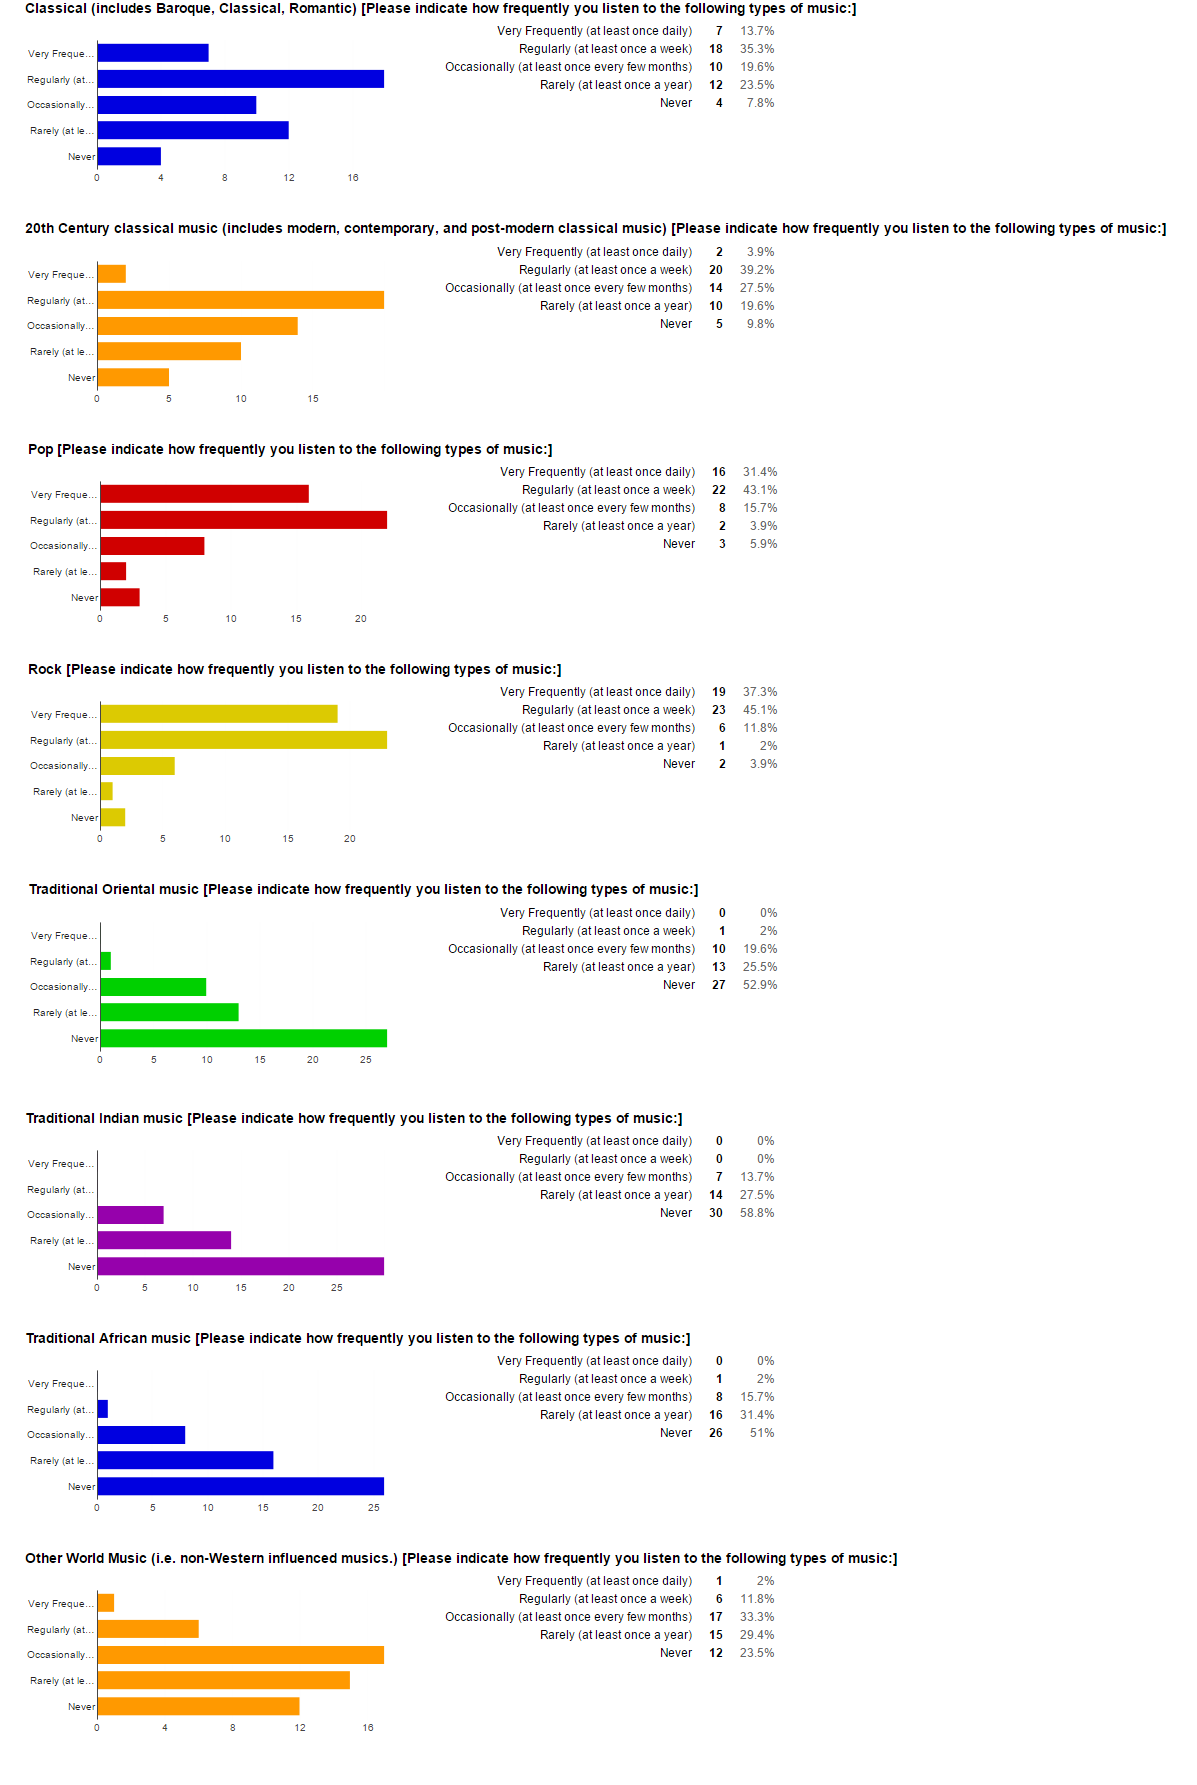 Classical (includes Baroque, Classical, Romantic) [Please indicate how frequently you listen to the following types of music:]
Very Freque...
Regularly (at...
Occasionally...
Rarely (at le...
Never
0 4 8 12 16
Very Frequently (at least once daily) 7 13.7%
Regularly (at least once a week) 18 35.3%
Occasionally (at least once every few months) 10 19.6%
Rarely (at least once a year) 12 23.5%
Never 4 7.8%
20th Century classical music (includes modern, contemporary, and post-modern classical music) [Please indicate how frequently you listen to the following types of music:]
Very Freque...
Regularly (at...
Occasionally...
Rarely (at le...
Never
0 5 10 15
Very Frequently (at least once daily) 2 3.9%
Regularly (at least once a week) 20 39.2%
Occasionally (at least once every few months) 14 27.5%
Rarely (at least once a year) 10 19.6%
Never 5 9.8%
Pop [Please indicate how frequently you listen to the following types of music:]
Very Freque...
Regularly (at...
Occasionally...
Rarely (at le...
Never
0 5 10 15 20
Very Frequently (at least once daily) 16 31.4%
Regularly (at least once a week) 22 43.1%
Occasionally (at least once every few months) 8 15.7%
Rarely (at least once a year) 2 3.9%
Never 3 5.9%
Rock [Please indicate how frequently you listen to the following types of music:]
Very Freque...
Regularly (at...
Occasionally...
Rarely (at le...
Never
0 5 10 15 20
Very Frequently (at least once daily) 19 37.3%
Regularly (at least once a week) 23 45.1%
Occasionally (at least once every few months) 6 11.8%
Rarely (at least once a year) 1 2%
Never 2 3.9%
Traditional Oriental music [Please indicate how frequently you listen to the following types of music:]
Very Freque...
Regularly (at...
Occasionally...
Rarely (at le...
Never
0 5 10 15 20 25
Very Frequently (at least once daily) 0 0%
Regularly (at least once a week) 1 2%
Occasionally (at least once every few months) 10 19.6%
Rarely (at least once a year) 13 25.5%
Never 27 52.9%
Traditional Indian music [Please indicate how frequently you listen to the following types of music:]
Very Freque...
Regularly (at...
Occasionally...
Rarely (at le...
Never
0 5 10 15 20 25
Very Frequently (at least once daily) 0 0%
Regularly (at least once a week) 0 0%
Occasionally (at least once every few months) 7 13.7%
Rarely (at least once a year) 14 27.5%
Never 30 58.8%
Traditional African music [Please indicate how frequently you listen to the following types of music:]
Very Freque...
Regularly (at...
Occasionally...
Rarely (at le...
Never
0 5 10 15 20 25
Very Frequently (at least once daily) 0 0%
Regularly (at least once a week) 1 2%
Occasionally (at least once every few months) 8 15.7%
Rarely (at least once a year) 16 31.4%
Never 26 51%
Other World Music (i.e. non-Western influenced musics.) [Please indicate how frequently you listen to the following types of music:]
Very Freque...
Regularly (at...
Occasionally...
Rarely (at le...
Never
0 4 8 12 16
Very Frequently (at least once daily) 1 2%
Regularly (at least once a week) 6 11.8%
Occasionally (at least once every few months) 17 33.3%
Rarely (at least once a year) 15 29.4%
Never 12 23.5%